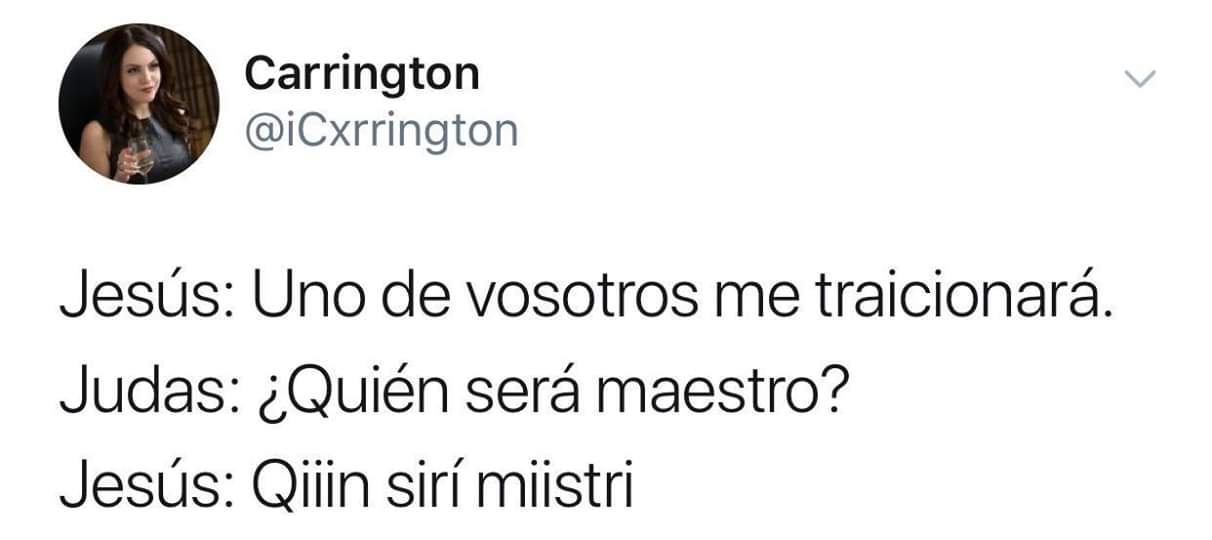 Carrington
@iCxrrington
Jesús: Uno de vosotros me traicionará.
Judas: ¿Quién será maestro?
Jesús: Qiiin sirí miistri